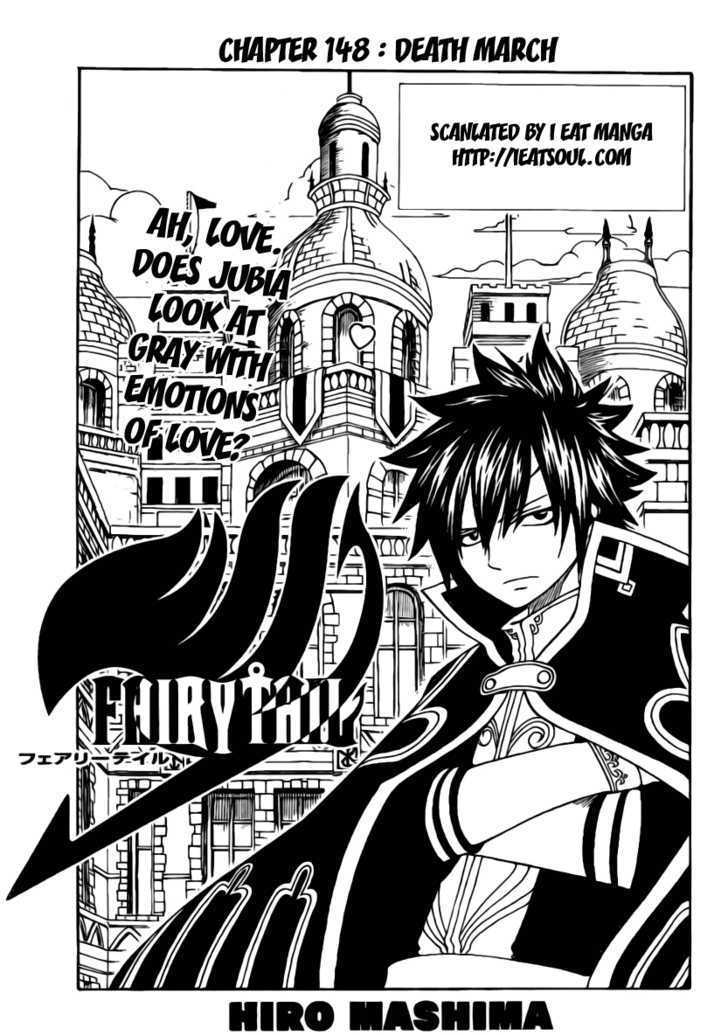 CHAPTER 148 : DEATH MARCH
SCANLATED BY I EAT MANGA
HTTP://IEATSOUL.COM
AH, LOVE.
DOES JUBIA
LOOK AT
GRAY WITH
EMOTIONS
OF LOVE?
FAIRY TAIL
フェアリーテイル
HIRO MASHIMA